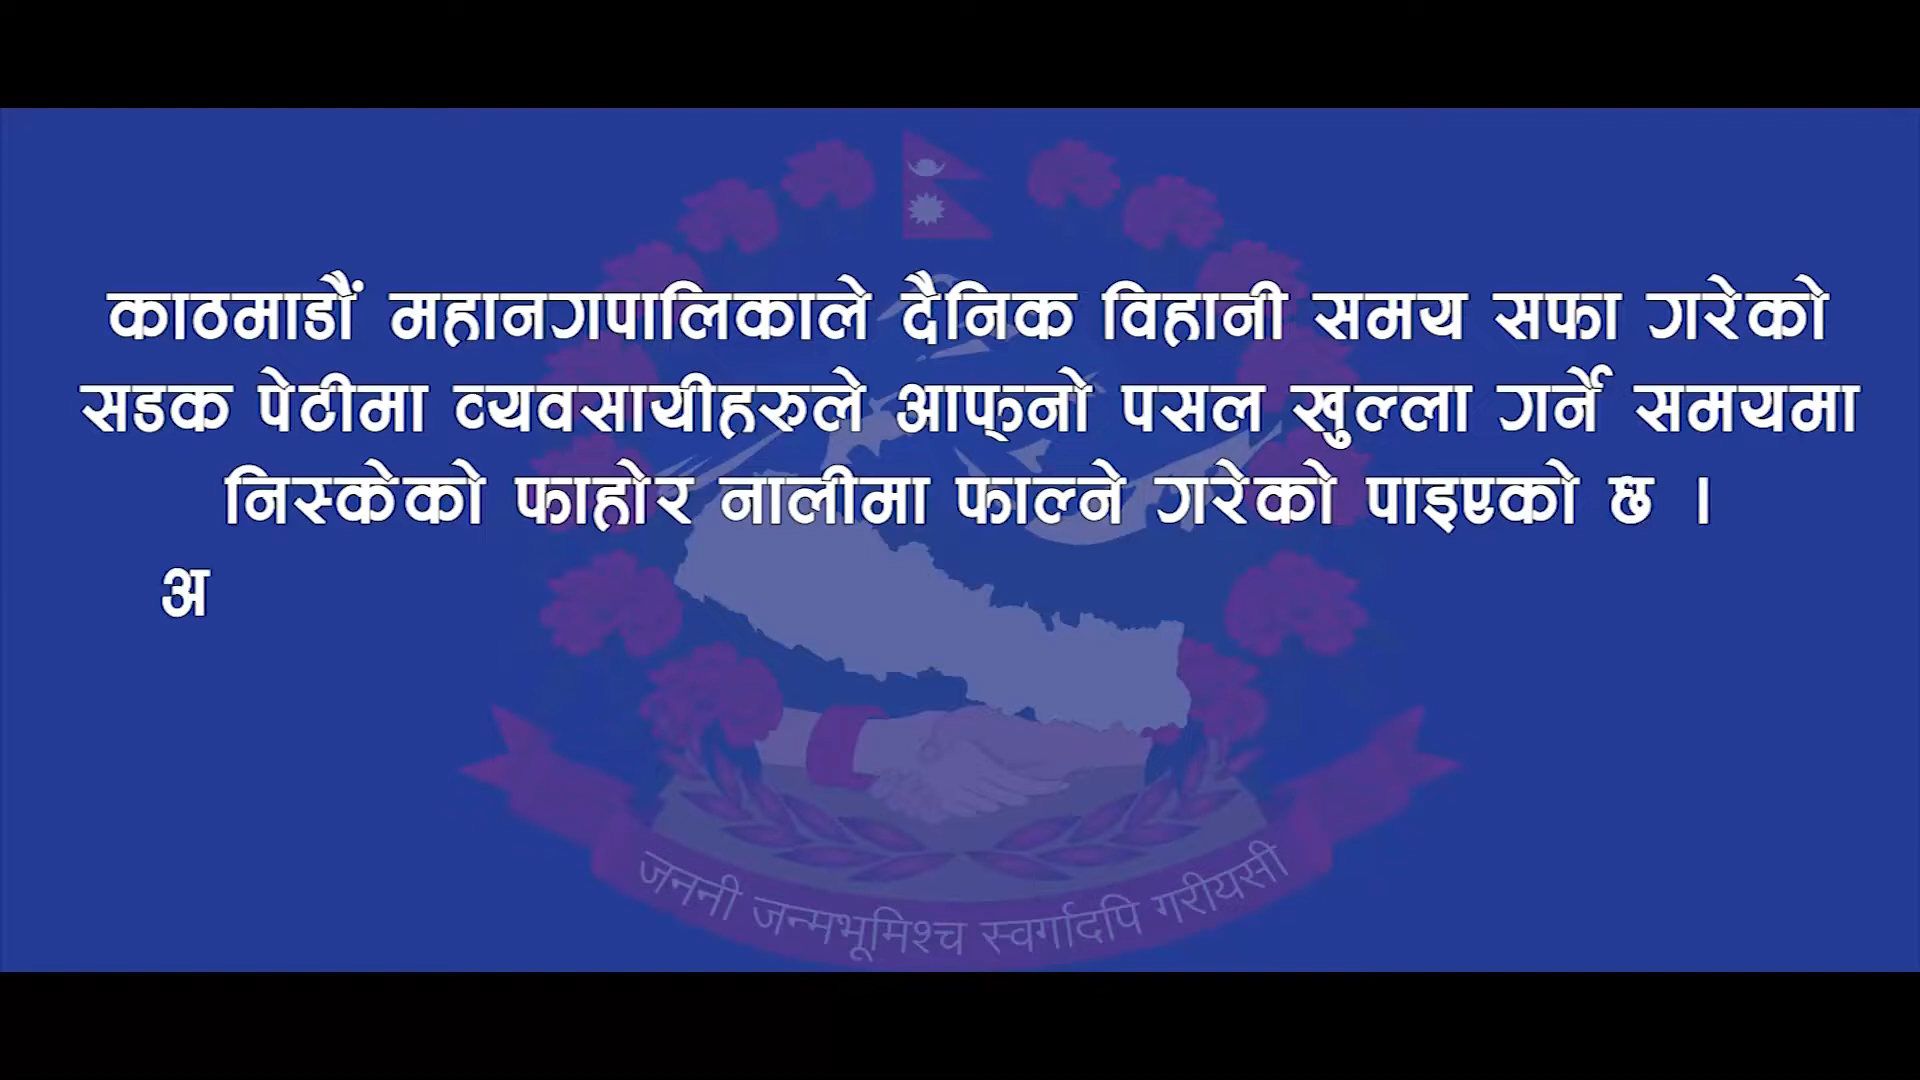 काठमाडौं महानगपालिकाले दैनिक विहानी समय सफा गरेको
सडक पेटीमा व्यवसायीहरुले आफ्नो पसल खुल्ला गर्ने समयमा
निस्केको फाहोर नालीमा फाल्ने गरेको पाइएको छ ।
अ
जननी जन्मभूमिश्च स्वर्गादपि गरीयसी